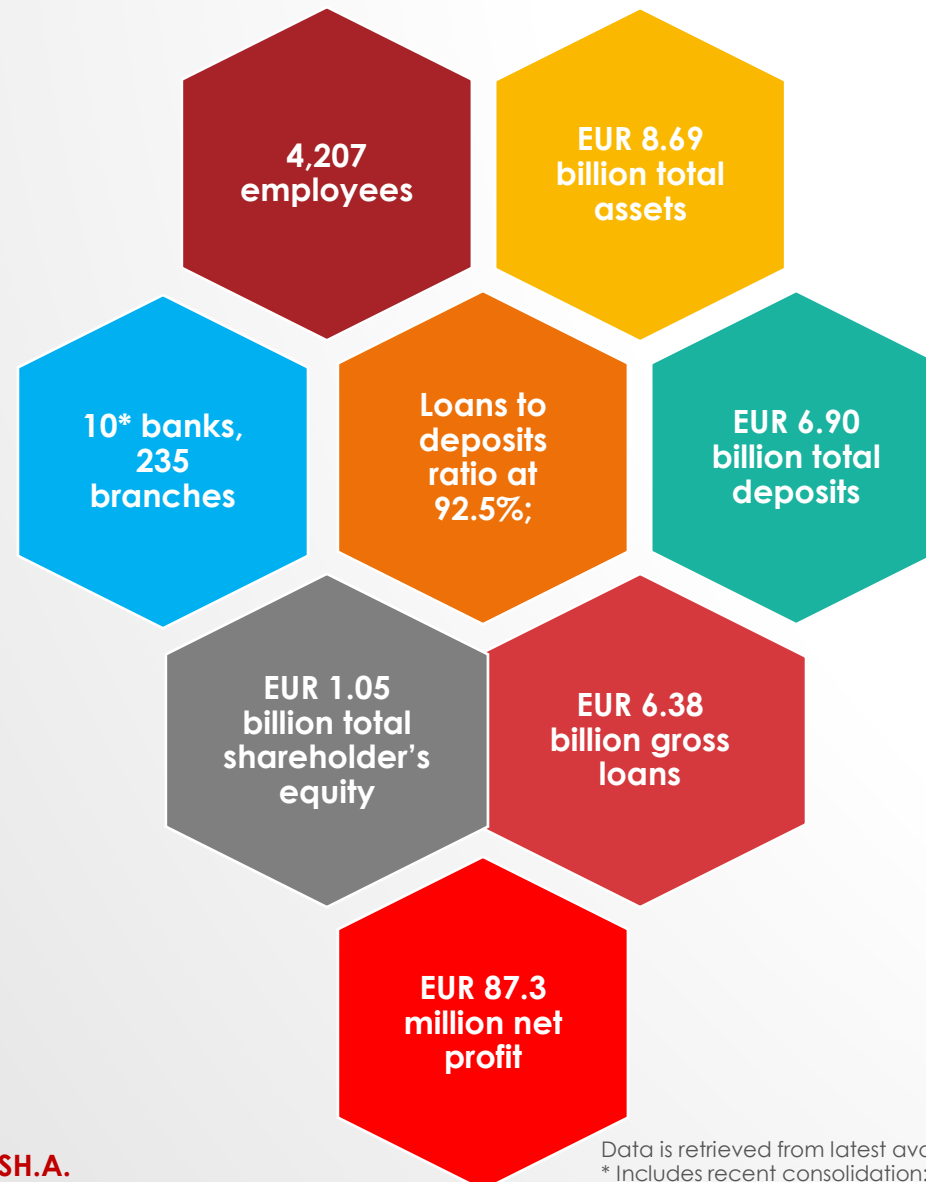 4,207
employees
EUR 8.69
billion total
assets
10* banks,
235
branches
Loans to
deposits
ratio at
92.5%;
EUR 6.90
billion total
deposits
EUR 1.05
billion total
shareholder’s
equity
EUR 6.38
billion gross
loans
EUR 87.3
million net
profit
SH.A.
Data is retrieved from latest
* Includes recent consolidation: